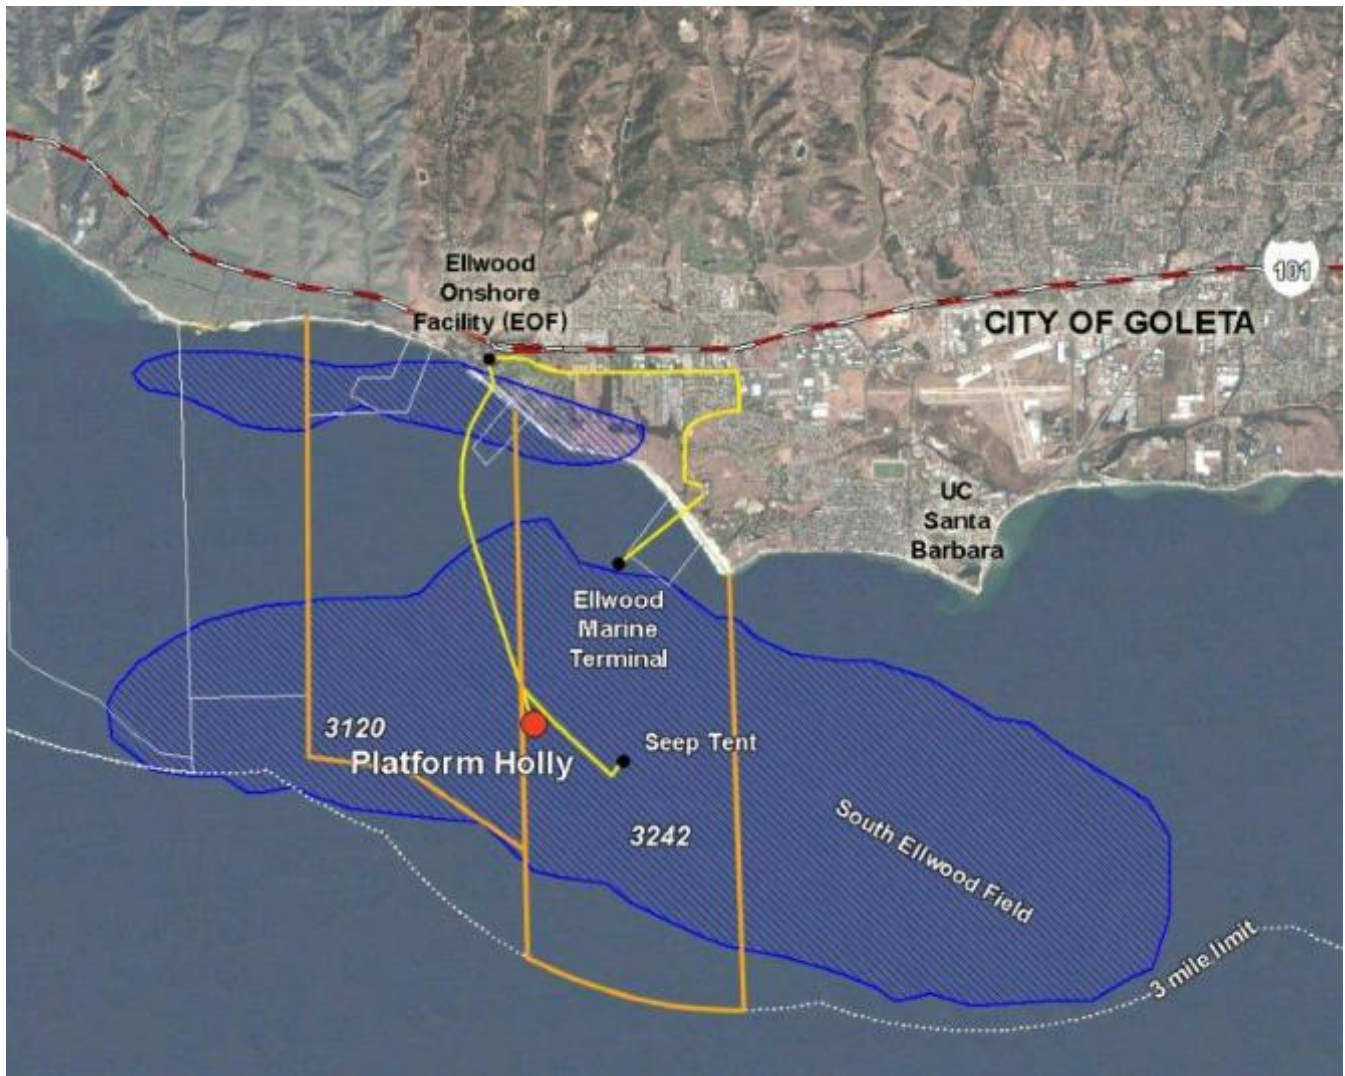 Ellwood
Onshore
Facility (EOF)
101
CITY OF GOLETA
UC
Santa
Barbara
Ellwood
Marine
Terminal
3120
Platform Holly
Seep Tent
3242
South Ellwood Field
3 mile limit